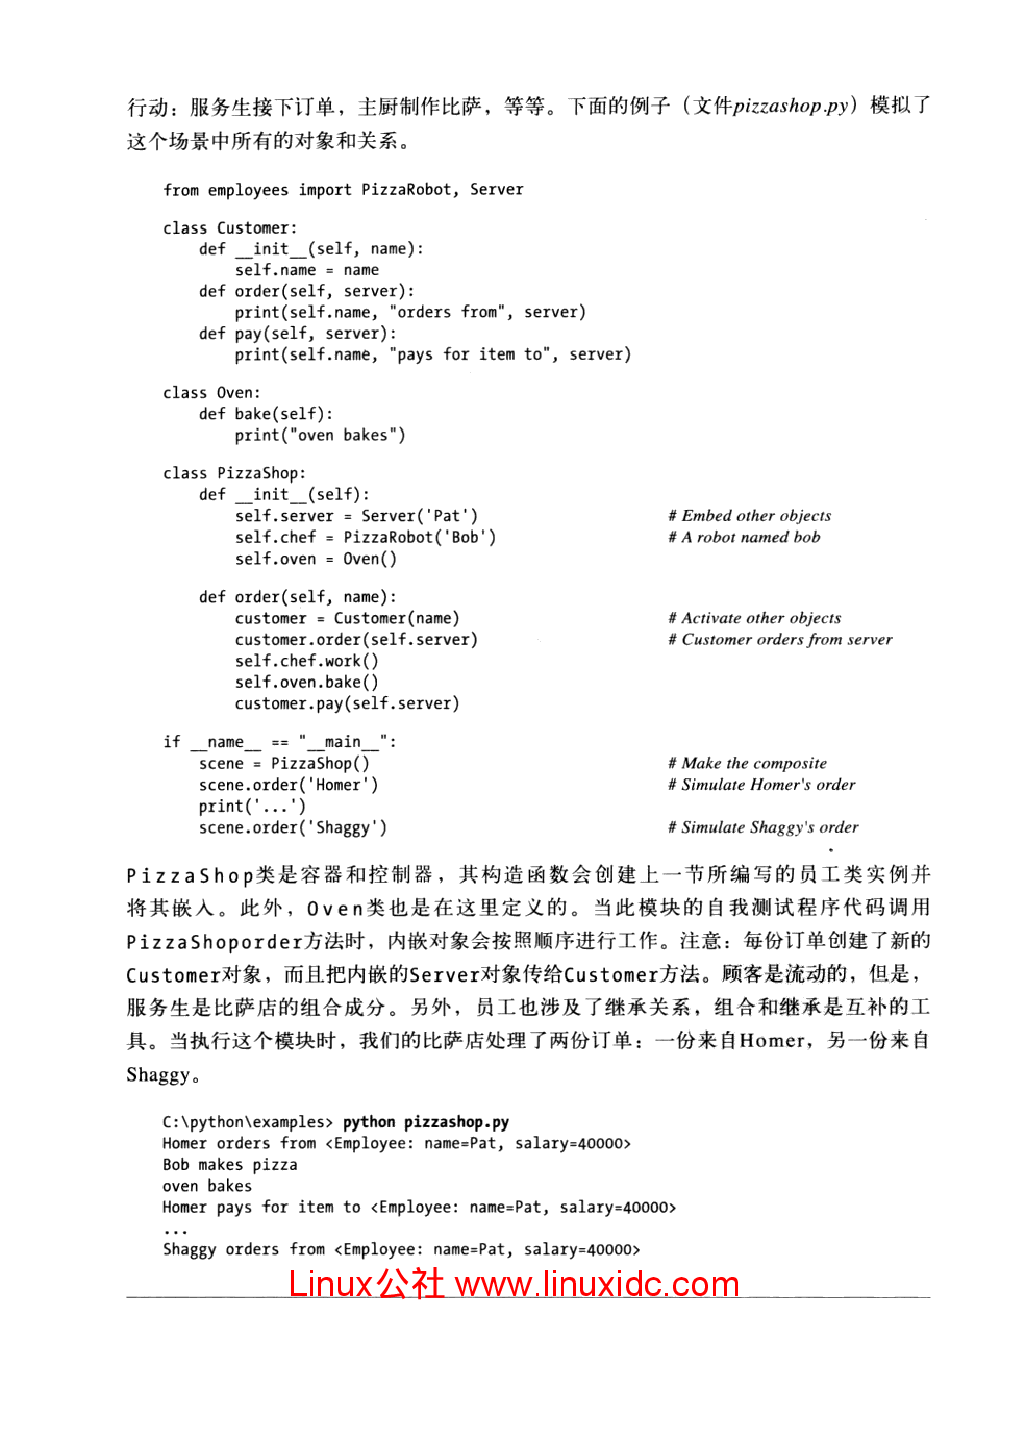 行动：服务生接下订单，主厨制作比萨，等等。下面的例子（文件pizzashop.py）模拟了
这个场景中所有的对象和关系。
from employees import PizzaRobot, Server
class Customer:
    def __init__(self, name):
        self.name = name
    def order(self, server):
        print(self.name, "orders from", server)
    def pay(self, server):
        print(self.name, "pays for item to", server)
class Oven:
    def bake(self):
        print("oven bakes")
class PizzaShop:
    def __init__(self):
        self.server = Server('Pat') # Embed other objects
        self.chef = PizzaRobot('Bob') # A robot named bob
        self.oven = Oven()
    def order(self, name):
        customer = Customer(name) # Activate other objects
        customer.order(self.server) # Customer orders from server
        self.chef.work()
        self.oven.bake()
        customer.pay(self.server)
if __name__ == "__main__":
    scene = PizzaShop() # Make the composite
    scene.order('Homer') # Simulate Homer's order
    print('...')
    scene.order('Shaggy') # Simulate Shaggy's order
PizzaShop类是容器和控制器，其构造函数会创建上一节所编写的员工类实例并
将其嵌入。此外，Oven类也是在这里定义的。当此模块的自我测试程序代码调用
PizzaShoporder方法时，内嵌对象会按照顺序进行工作。注意：每份订单创建了新的
Customer对象，而且把内嵌的Server对象传给Customer方法。顾客是流动的，但是，
服务生是比萨店的组合成分。另外，员工也涉及了继承关系，组合和继承是互补的工
具。当执行这个模块时，我们的比萨店处理了两份订单：一份来自Homer，另一份来自
Shaggy。
C:\python\examples> python pizzashop.py
Homer orders from <Employee: name=Pat, salary=40000>
Bob makes pizza
oven bakes
Homer pays for item to <Employee: name=Pat, salary=40000>
...
Shaggy orders from <Employee: name=Pat, salary=40000>
Linux公社 www.linuxidc.com